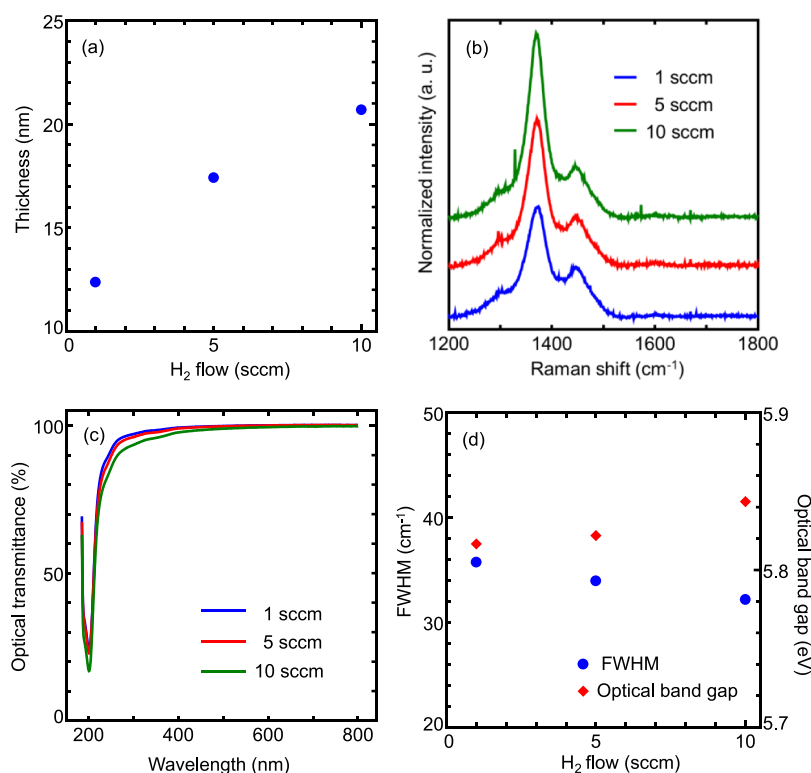 (a)
25
20
15
10
0
5
10
Thickness (nm)
H₂ flow (sccm)
(b)
1 sccm
5 sccm
10 sccm
Normalized intensity (a. u.)
1200
1400
1600
1800
Raman shift (cm⁻¹)
(c)
100
50
0
Optical transmittance (%)
1 sccm
5 sccm
10 sccm
200
400
600
800
Wavelength (nm)
(d)
50
40
30
20
FWHM (cm⁻¹)
5.9
5.8
5.7
Optical band gap (eV)
FWHM
Optical band gap
0
5
10
H₂ flow (sccm)